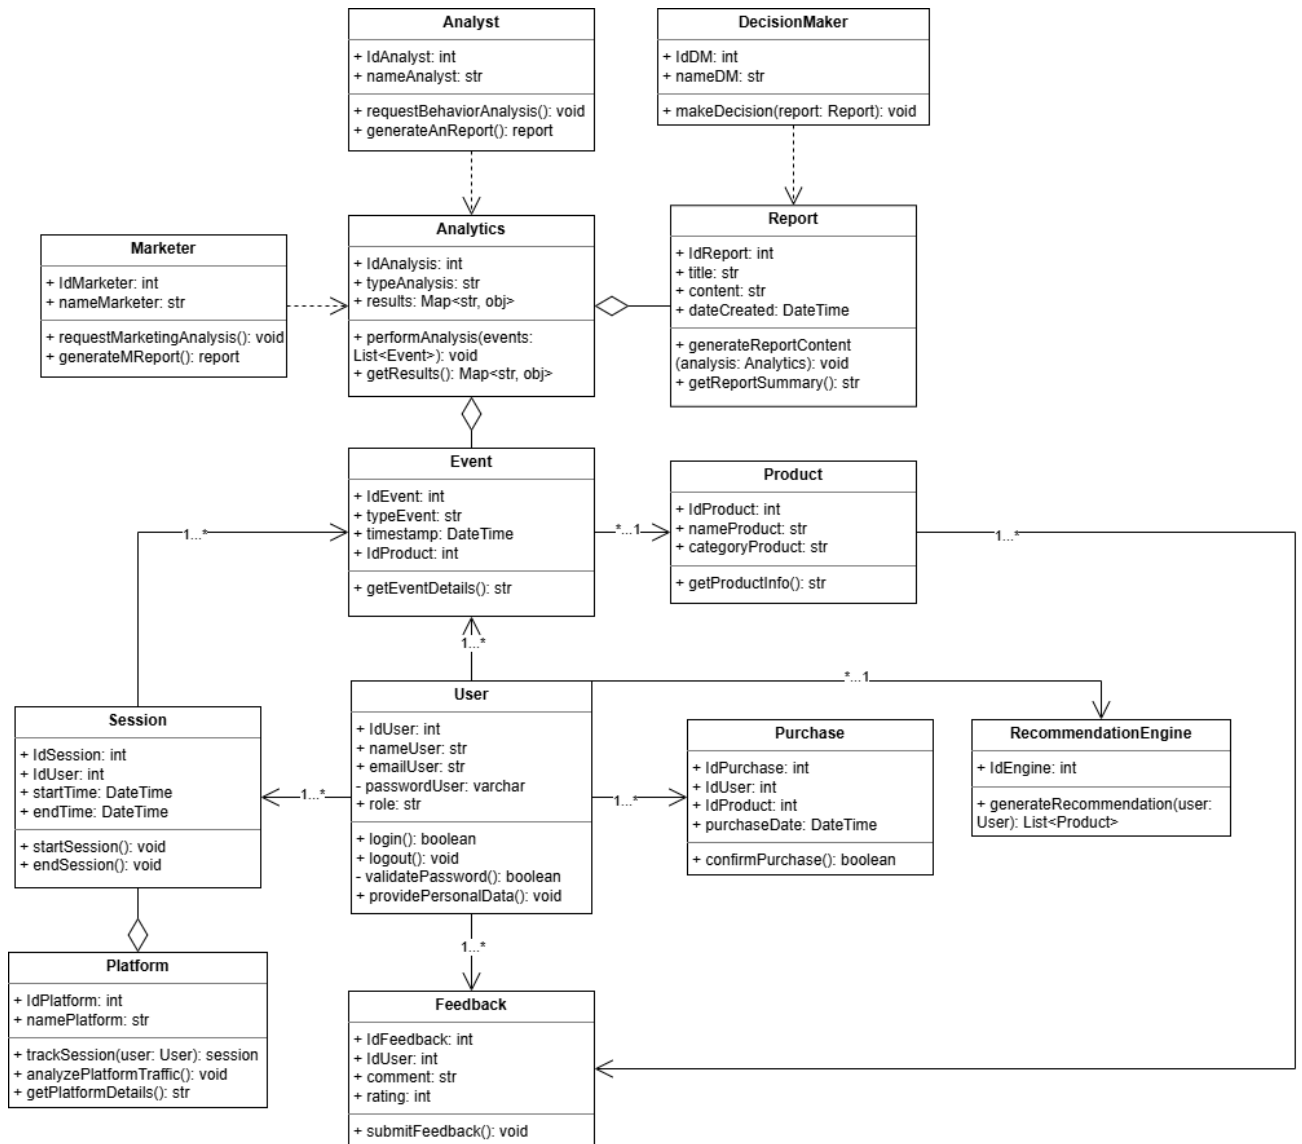 Analyst
+ IdAnalyst: int
+ nameAnalyst: str
+ requestBehaviorAnalysis(): void
+ generateAnReport(): report
DecisionMaker
+ IdDM: int
+ nameDM: str
+ makeDecision(report: Report): void
Marketer
+ IdMarketer: int
+ nameMarketer: str
+ requestMarketingAnalysis(): void
+ generateMReport(): report
Analytics
+ IdAnalysis: int
+ typeAnalysis: str
+ results: Map<str, obj>
+ performAnalysis(events:
List<Event>): void
+ getResults(): Map<str, obj>
Report
+ IdReport: int
+ title: str
+ content: str
+ dateCreated: DateTime
+ generateReportContent
(analysis: Analytics): void
+ getReportSummary(): str
Event
+ IdEvent: int
+ typeEvent: str
+ timestamp: DateTime
+ IdProduct: int
+ getEventDetails(): str
Product
+ IdProduct: int
+ nameProduct: str
+ categoryProduct: str
+ getProductInfo(): str
1...*
*...1
1...*
1...*
*...1
Session
+ IdSession: int
+ IdUser: int
+ startTime: DateTime
+ endTime: DateTime
+ startSession(): void
+ endSession(): void
1...*
User
+ IdUser: int
+ nameUser: str
+ emailUser: str
- passwordUser: varchar
+ role: str
+ login(): boolean
+ logout(): void
- validatePassword(): boolean
+ providePersonalData(): void
1...*
Purchase
+ IdPurchase: int
+ IdUser: int
+ IdProduct: int
+ purchaseDate: DateTime
+ confirmPurchase(): boolean
RecommendationEngine
+ IdEngine: int
+ generateRecommendation(user:
User): List<Product>
1...*
Platform
+ IdPlatform: int
+ namePlatform: str
+ trackSession(user: User): session
+ analyzePlatformTraffic(): void
+ getPlatformDetails(): str
Feedback
+ IdFeedback: int
+ IdUser: int
+ comment: str
+ rating: int
+ submitFeedback(): void